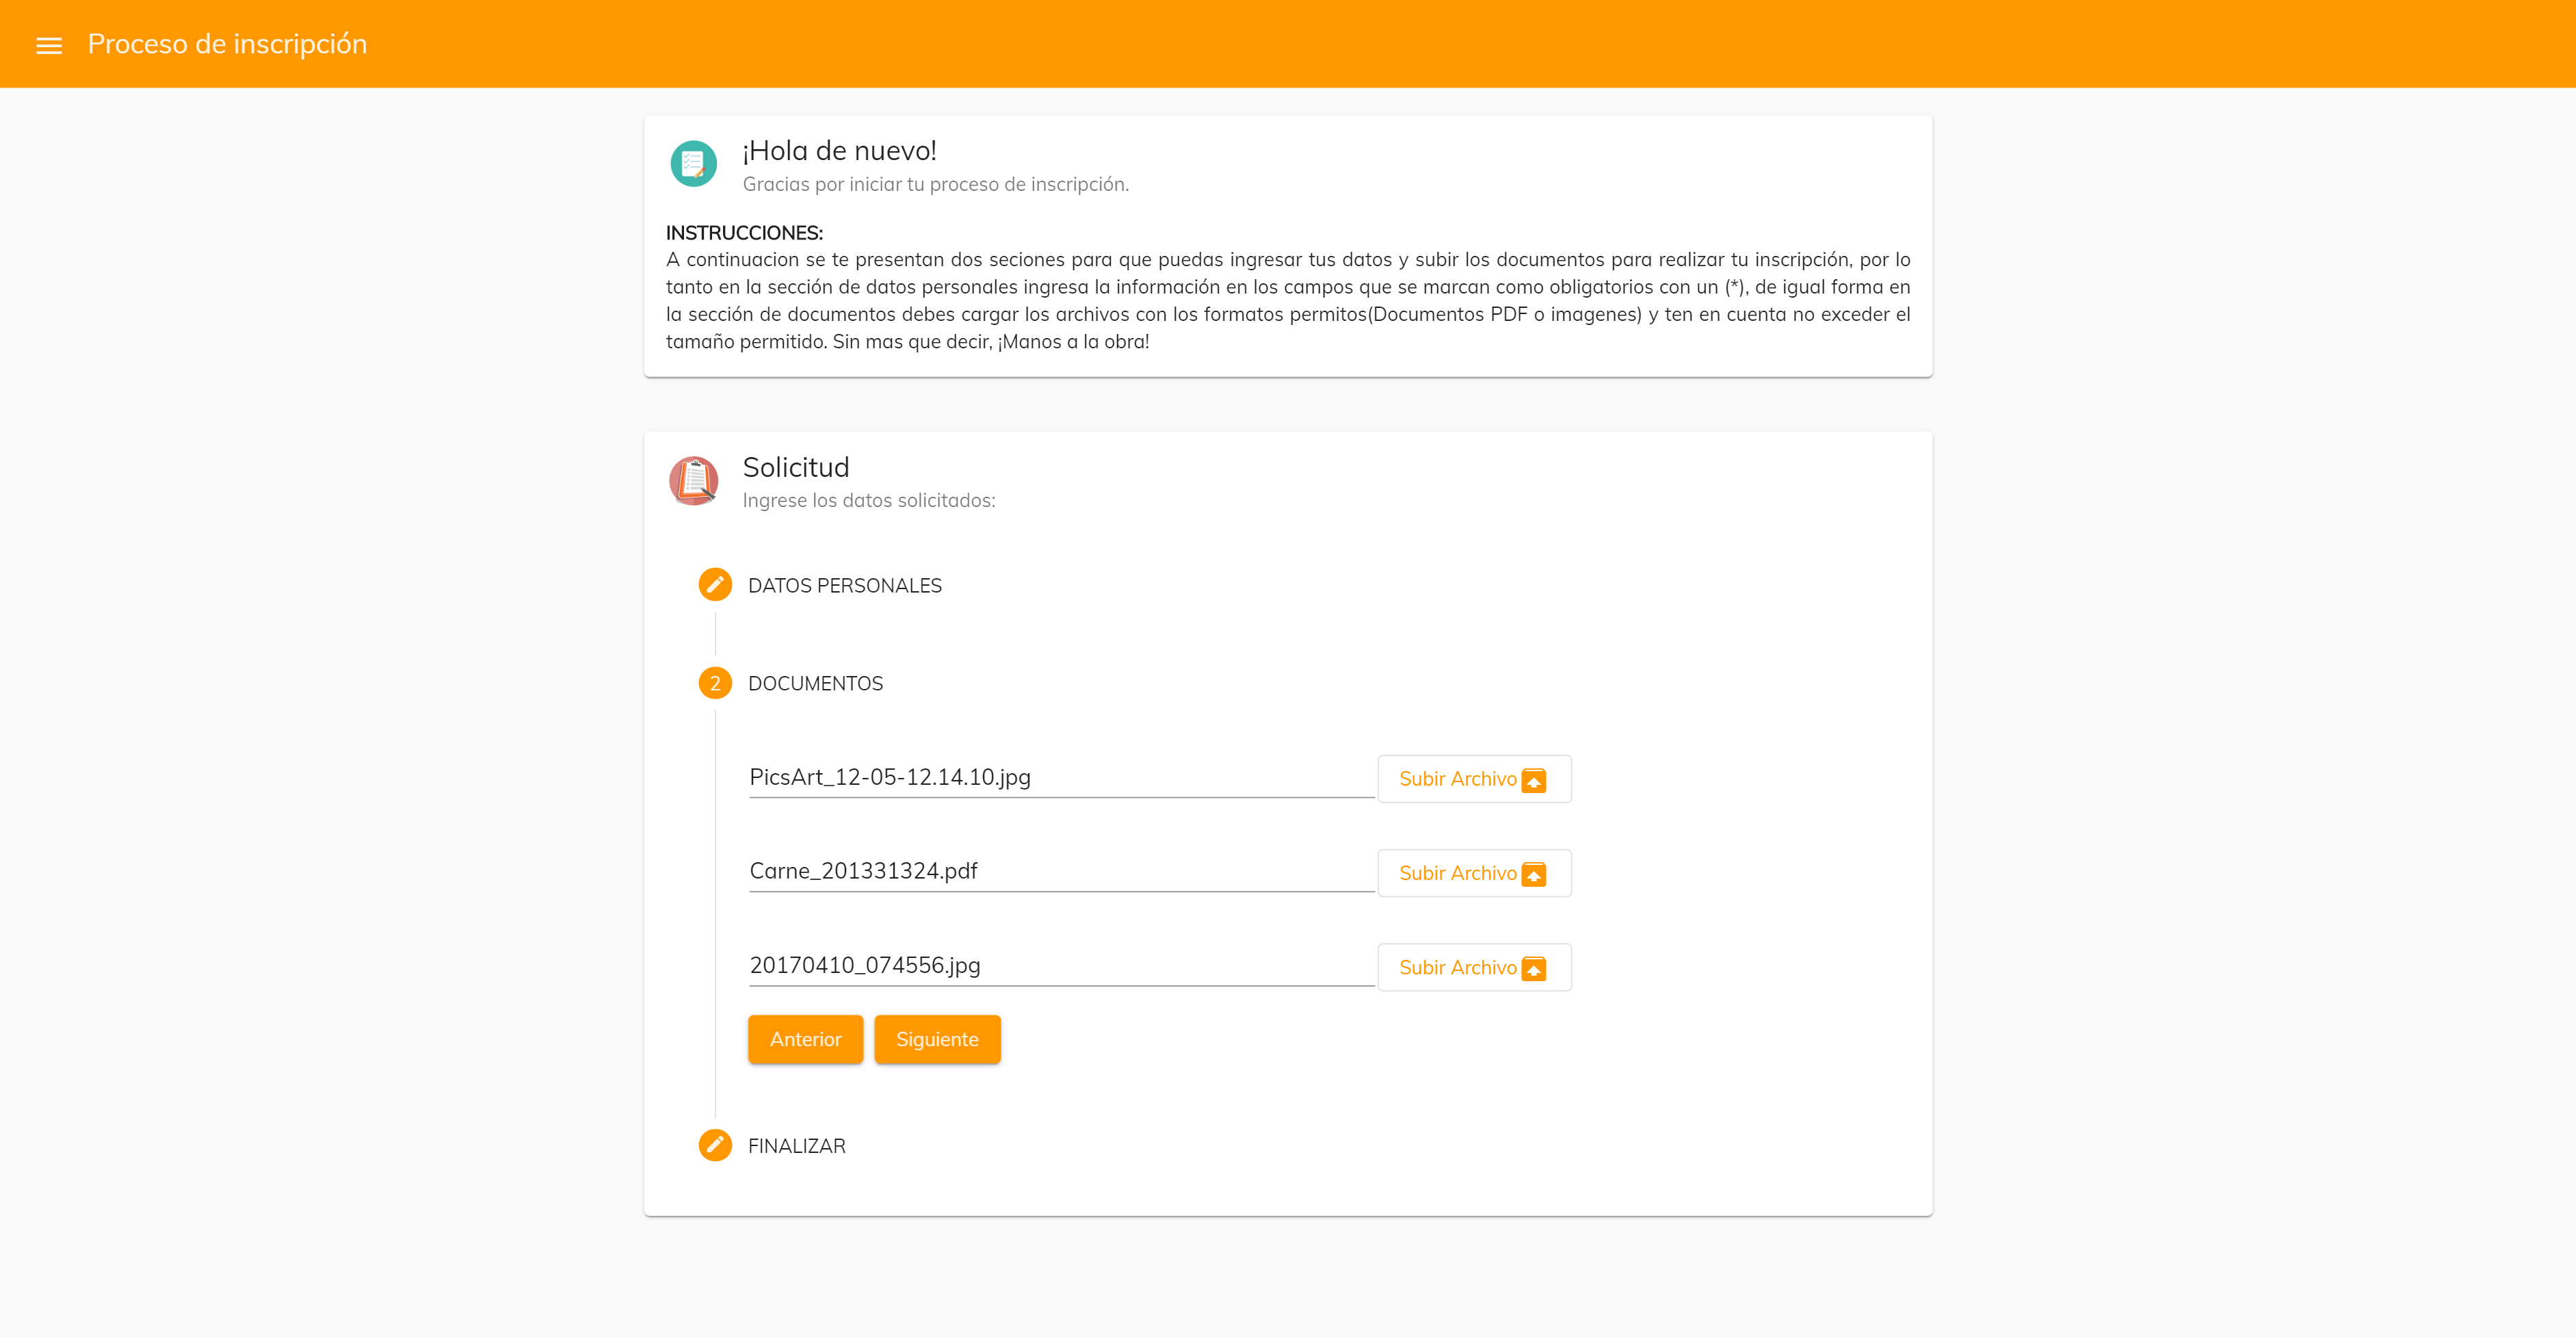 Proceso de inscripción
¡Hola de nuevo!
Gracias por iniciar tu proceso de inscripción.
INSTRUCCIONES:
A continuacion se te presentan dos seciones para que puedas ingresar tus datos y subir los documentos para realizar tu inscripción, por lo
tanto en la sección de datos personales ingresa la información en los campos que se marcan como obligatorios con un (*), de igual forma en
la sección de documentos debes cargar los archivos con los formatos permitos(Documentos PDF o imagenes) y ten en cuenta no exceder el
tamaño permitido. Sin mas que decir, ¡Manos a la obra!
Solicitud
Ingrese los datos solicitados:
DATOS PERSONALES
2 DOCUMENTOS
PicsArt_12-05-12.14.10.jpg Subir Archivo
Carne_201331324.pdf Subir Archivo
20170410_074556.jpg Subir Archivo
Anterior Siguiente
FINALIZAR